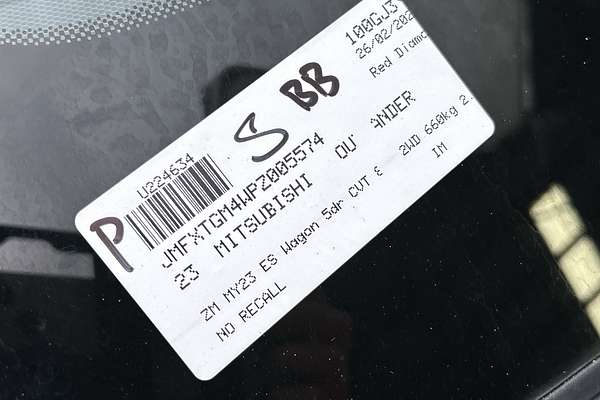 P
S
BB
100GJ3
26/02/202
Red Diamo
U224634
JMFXTGM4WPZ005574
23 MITSUBISHI OU ANDER
ZM MY23 ES Wagon 5dr CVT 8 2WD 660kg 2.
NO RECALL IM